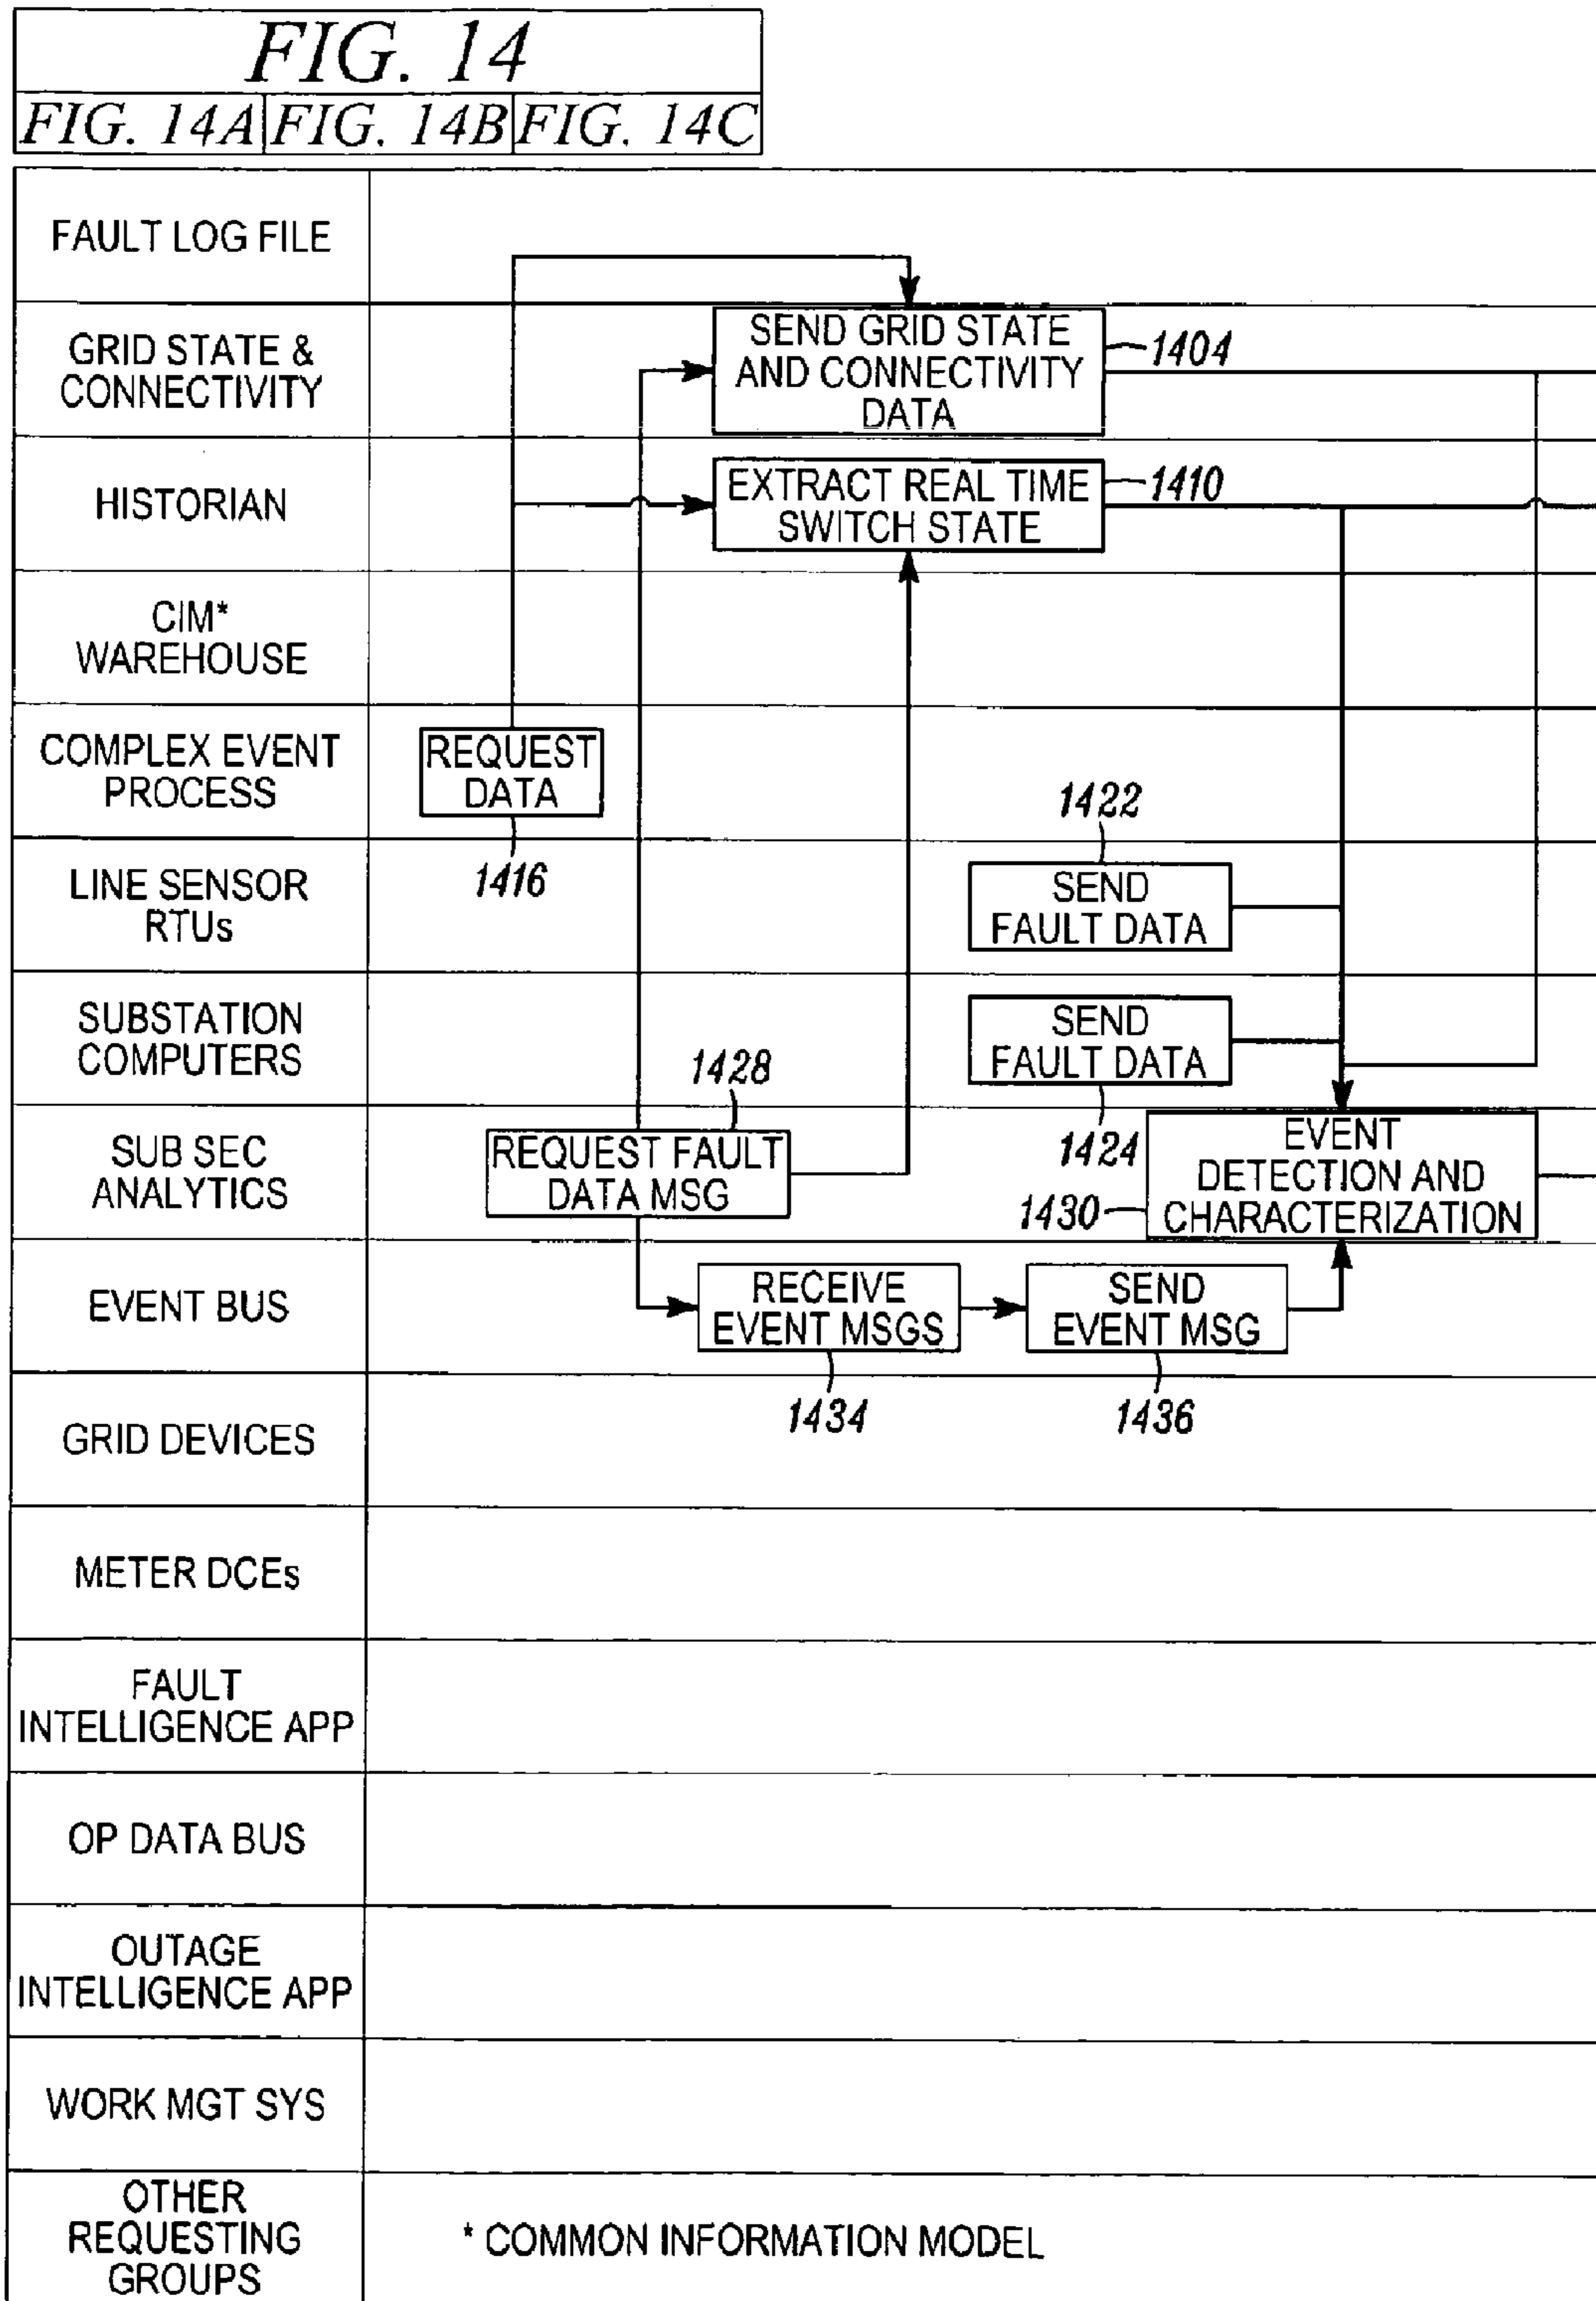 FIG. 14
FIG. 14A FIG. 14B FIG. 14C
FAULT LOG FILE
GRID STATE &
CONNECTIVITY
SEND GRID STATE
AND CONNECTIVITY
DATA
1404
HISTORIAN
EXTRACT REAL TIME
SWITCH STATE
1410
CIM*
WAREHOUSE
COMPLEX EVENT
PROCESS
REQUEST
DATA
1416
LINE SENSOR
RTUs
1422
SEND
FAULT DATA
SUBSTATION
COMPUTERS
SEND
FAULT DATA
1424
SUB SEC
ANALYTICS
1428
REQUEST FAULT
DATA MSG
EVENT
DETECTION AND
CHARACTERIZATION
1430
EVENT BUS
RECEIVE
EVENT MSGS
1434
SEND
EVENT MSG
1436
GRID DEVICES
METER DCEs
FAULT
INTELLIGENCE APP
OP DATA BUS
OUTAGE
INTELLIGENCE APP
WORK MGT SYS
OTHER
REQUESTING
GROUPS
* COMMON INFORMATION MODEL